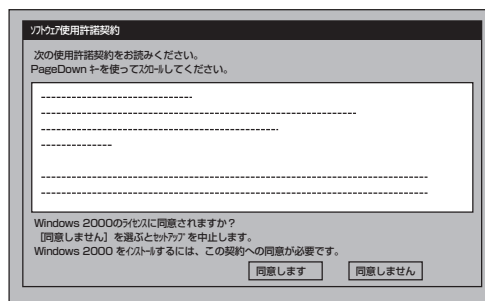 ｿﾌﾄｳｪｱ使用許諾契約
次の使用許諾契約をお読みください。
PageDown ｷｰを使ってｽｸﾛｰﾙしてください。
Windows 2000のﾗｲｾﾝｽに同意されますか？
［同意しません］を選ぶとｾｯﾄｱｯﾌﾟを中止します。
Windows 2000 をｲﾝｽﾄｰﾙするには、この契約への同意が必要です。
同意します　同意しません